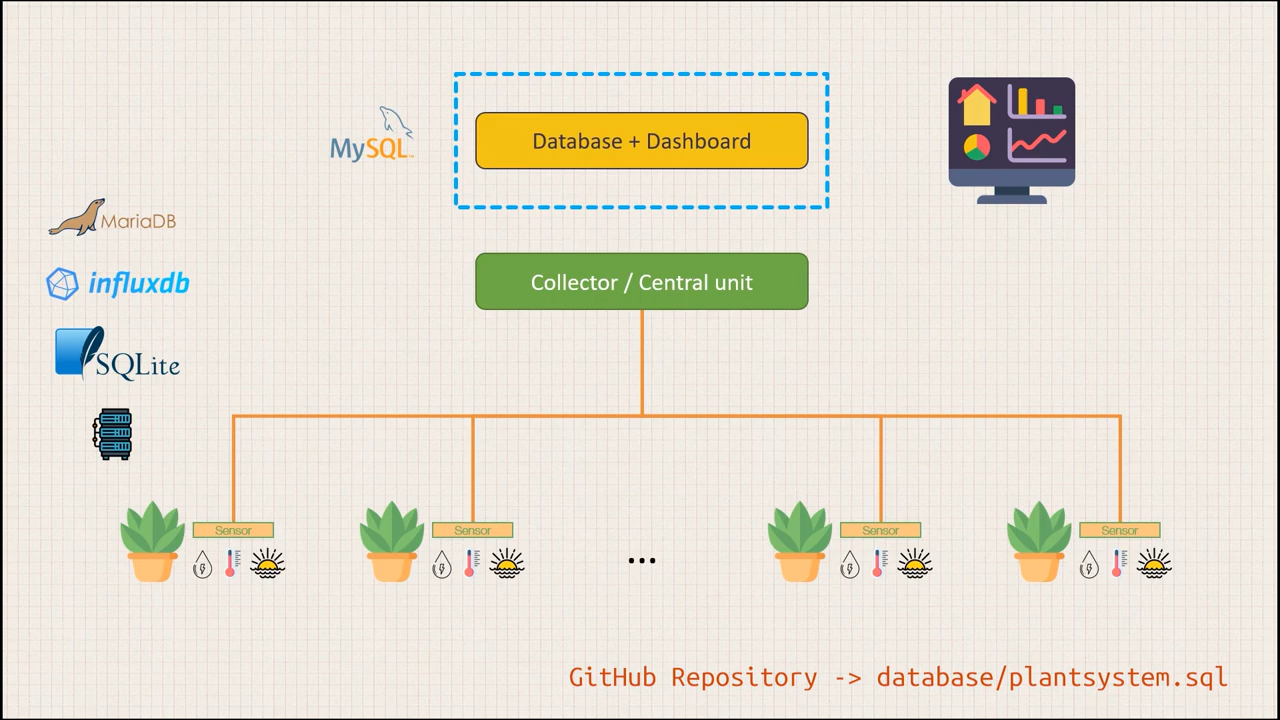 MySQL
Database + Dashboard
MariaDB
influxdb
Collector / Central unit
SQLite
Sensor
Sensor
...
Sensor
Sensor
GitHub Repository -> database/plantsystem.sql